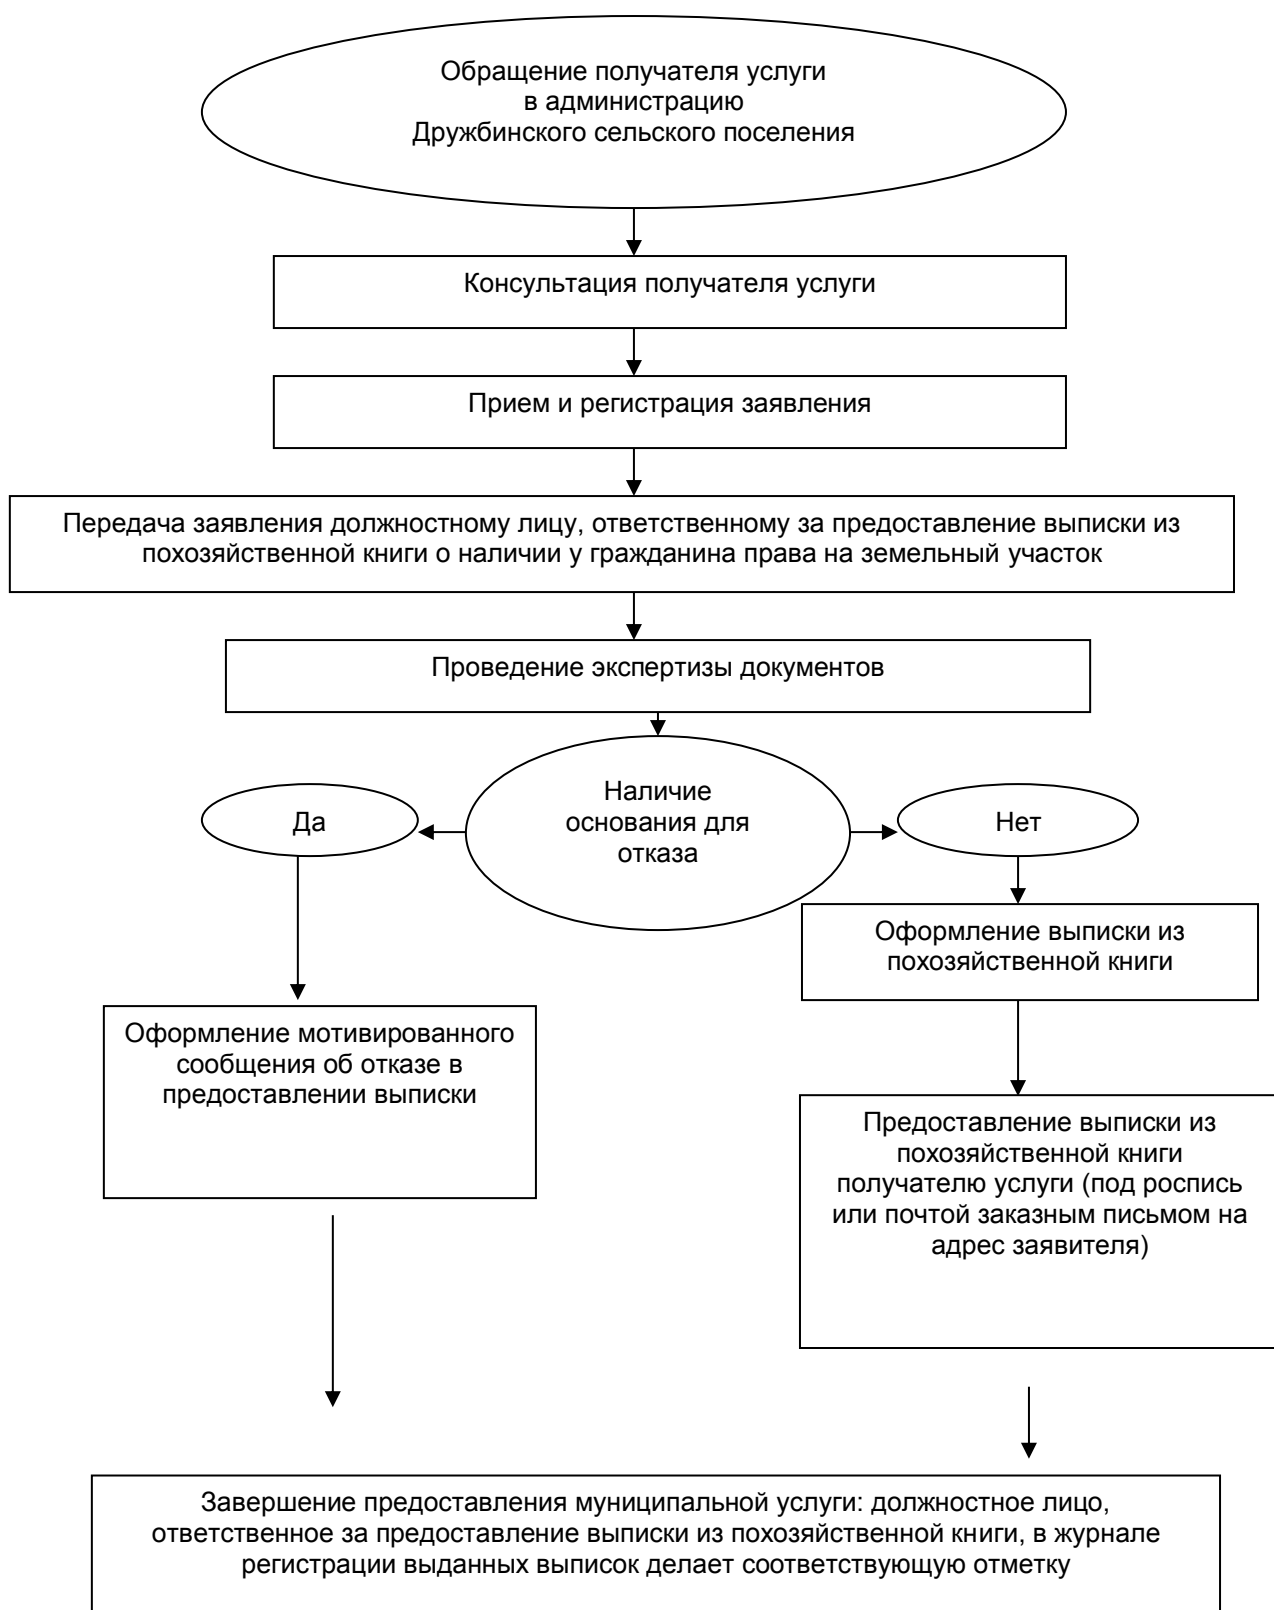 Обращение получателя услуги
в администрацию
Дружбинского сельского поселения
Консультация получателя услуги
Прием и регистрация заявления
Передача заявления должностному лицу, ответственному за предоставление выписки из
похозяйственной книги о наличии у гражданина права на земельный участок
Проведение экспертизы документов
Наличие
основания для
отказа
Да
Нет
Оформление выписки из
похозяйственной книги
Оформление мотивированного
сообщения об отказе в
предоставлении выписки
Предоставление выписки из
похозяйственной книги
получателю услуги (под роспись
или почтой заказным письмом на
адрес заявителя)
Завершение предоставления муниципальной услуги: должностное лицо,
ответственное за предоставление выписки из похозяйственной книги, в журнале
регистрации выданных выписок делает соответствующую отметку